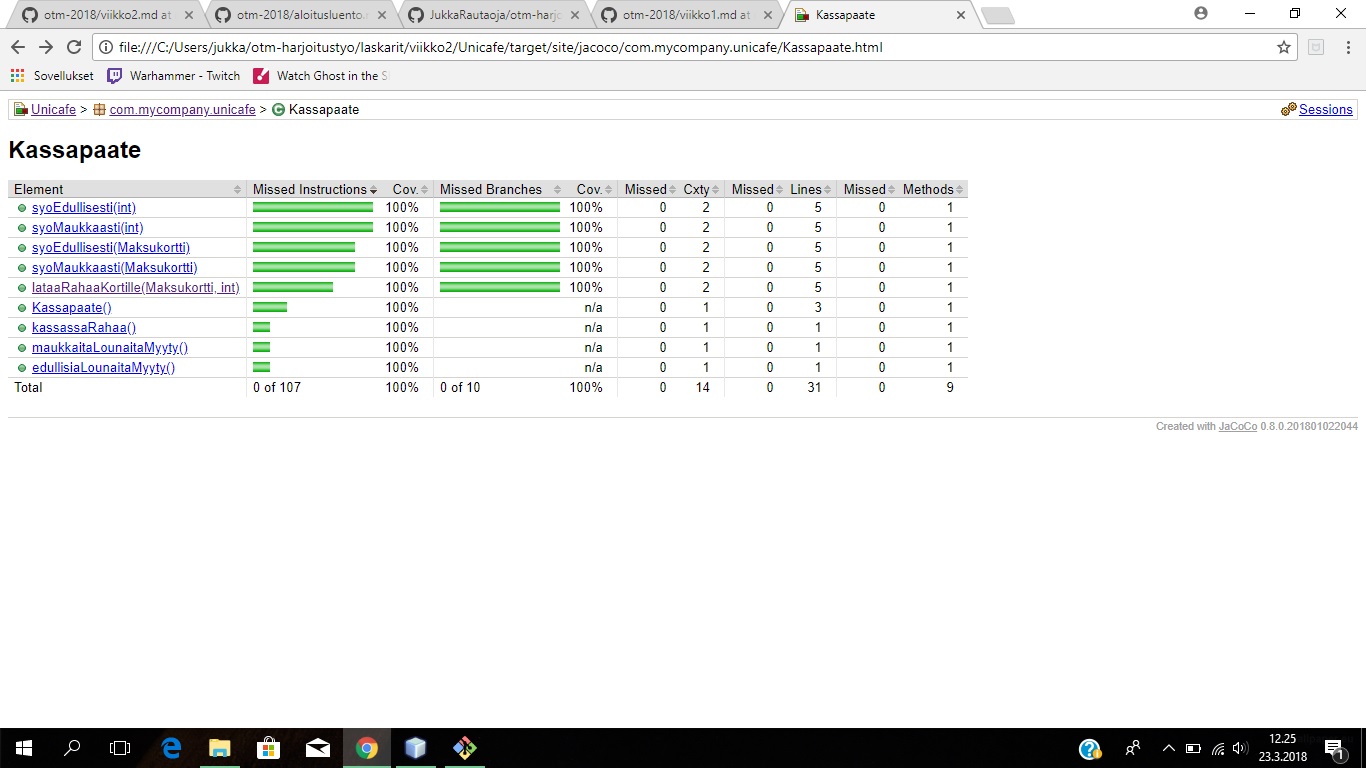 otm-2018/viikko2.md at
otm-2018/aloitusluento.
JukkaRautaoja/otm-harjo
otm-2018/viikko1.md at
Kassapaate
file:///C:/Users/jukka/otm-harjoitustyo/laskarit/viikko2/Unicafe/target/site/jacoco/com.mycompany.unicafe/Kassapaate.html
Sovellukset Warhammer - Twitch Watch Ghost in the S
Unicafe > com.mycompany.unicafe > Kassapaate Sessions
Kassapaate
Element Missed Instructions Cov. Missed Branches Cov. Missed Cxty Missed Lines Missed Methods
syoEdullisesti(int) 100% 100% 0 2 0 5 0 1
syoMaukkaasti(int) 100% 100% 0 2 0 5 0 1
syoEdullisesti(Maksukortti) 100% 100% 0 2 0 5 0 1
syoMaukkaasti(Maksukortti) 100% 100% 0 2 0 5 0 1
lataaRahaaKortille(Maksukortti, int) 100% 100% 0 2 0 5 0 1
Kassapaate() 100% n/a 0 1 0 3 0 1
kassassaRahaa() 100% n/a 0 1 0 1 0 1
maukkaitaLounaitaMyyty() 100% n/a 0 1 0 1 0 1
edullisiaLounaitaMyyty() 100% n/a 0 1 0 1 0 1
Total 0 of 107 100% 0 of 10 100% 0 14 0 31 0 9
Created with JaCoCo 0.8.0.201801022044
12.25
23.3.2018
1